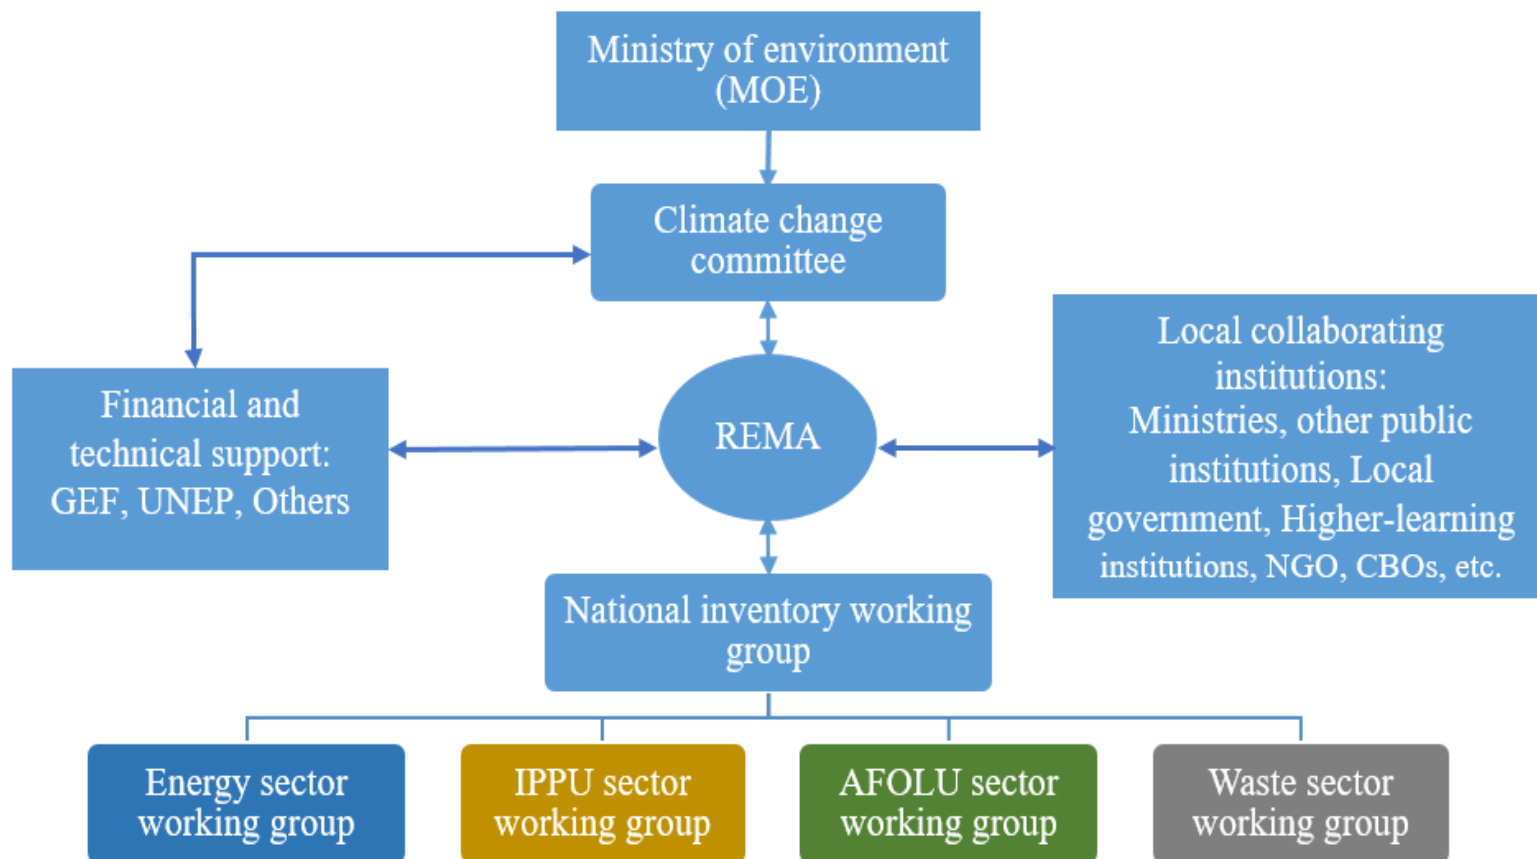 Ministry of environment
(MOE)
Climate change
committee
Financial and
technical support:
GEF, UNEP, Others
REMA
Local collaborating
institutions:
Ministries, other public
institutions, Local
government, Higher-learning
institutions, NGO, CBOs, etc.
National inventory working
group
Energy sector
working group
IPPU sector
working group
AFOLU sector
working group
Waste sector
working group